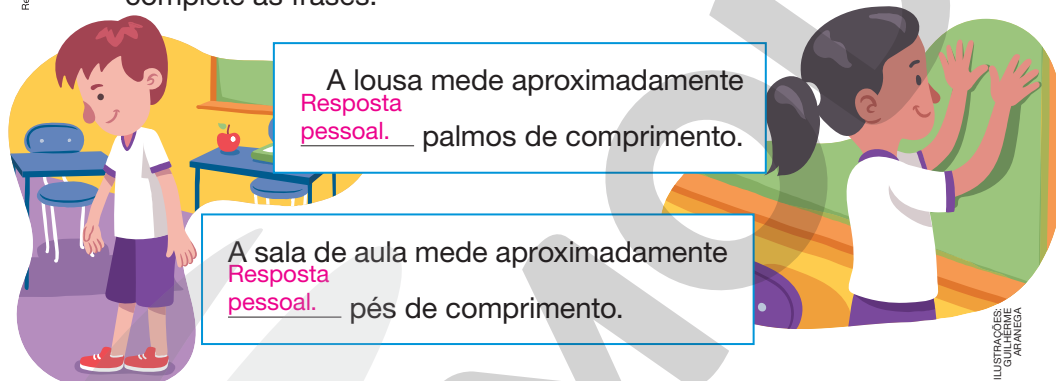 Re
complete as frases.
A lousa mede aproximadamente
Resposta
pessoal. palmos de comprimento.
A sala de aula mede aproximadamente
Resposta
pessoal. pés de comprimento.
ILUSTRAÇÕES:
GUILHERME
ARANEGA